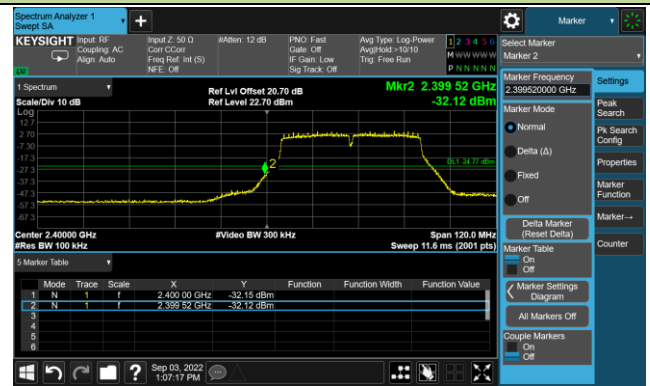 Spectrum Analyzer 1
Swept SA
+
Marker
KEYSIGHT
Input: RF
Coupling: AC
Align: Auto
Input Z: 50 Ω
Corr CCorr
Freq Ref: Int (S)
NFE: Off
#Atten: 12 dB
PNO: Fast
Gate: Off
IF Gain: Low
Sig Track: Off
Avg Type: Log-Power
Avg|Hold:>10/10
Trig: Free Run
1 2 3 4 5 6
M W W W W W
P N N N N N
Select Marker
Marker 2
LXI
1 Spectrum
Scale/Div 10 dB
Ref Lvl Offset 20.70 dB
Ref Level 22.70 dBm
Mkr2 2.399 52 GHz
-32.12 dBm
Log
12.7
2.70
-7.30
-17.3
-27.3
-37.3
-47.3
-57.3
-67.3
2
DL1 -24.77 dBm
Center 2.40000 GHz
#Res BW 100 kHz
#Video BW 300 kHz
Span 120.0 MHz
Sweep 11.6 ms (2001 pts)
5 Marker Table
Mode Trace Scale X Y Function Function Width Function Value
1 N 1 f 2.400 00 GHz -32.15 dBm
2 N 1 f 2.399 52 GHz -32.12 dBm
3
4
5
6
Marker Frequency
2.399520000 GHz
Marker Mode
Normal
Delta (Δ)
Fixed
Off
Delta Marker
(Reset Delta)
Marker Table
On
Off
Marker Settings
Diagram
All Markers Off
Couple Markers
On
Off
Settings
Peak
Search
Pk Search
Config
Properties
Marker
Function
Marker→
Counter
?
Sep 03, 2022
1:07:17 PM